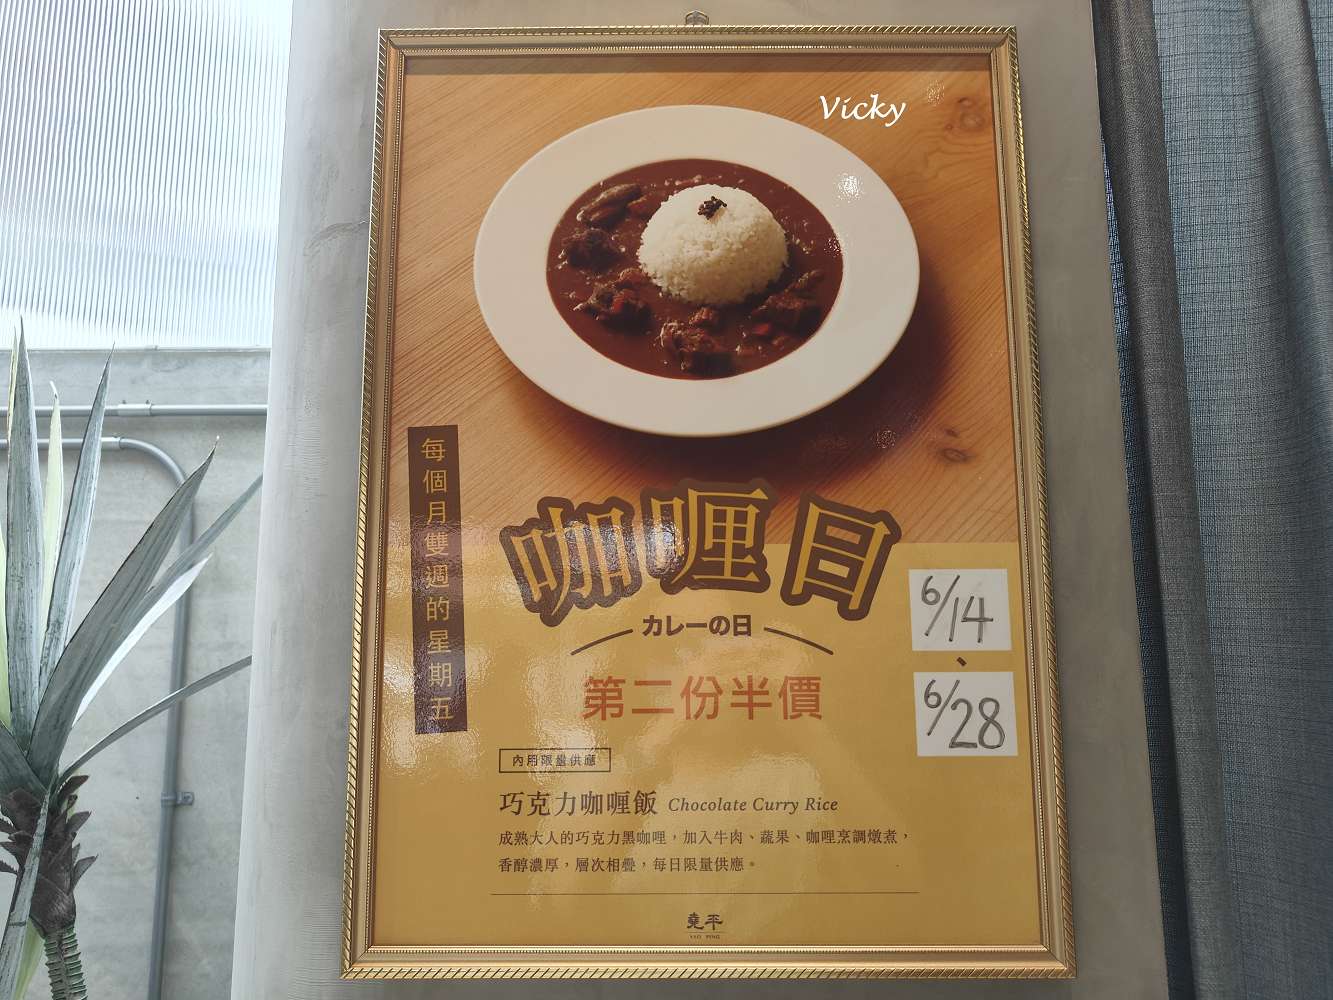 Vicky
每個月雙週的星期五
咖喱日
カレーの日
6/14
、
6/28
第二份半價
內用限量供應
巧克力咖喱飯 Chocolate Curry Rice
成熟大人的巧克力黑咖哩，加入牛肉、蔬果、咖哩烹調燉煮，
香醇濃厚，層次相疊，每日限量供應。
堯平
YAO PING